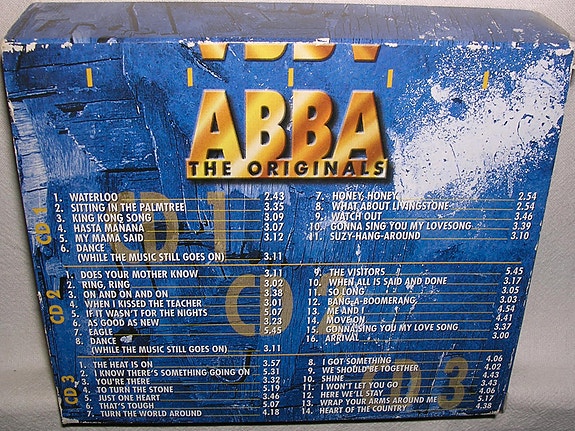 ABBA
ABBA
THE ORIGINALS
CD 1
1. WATERLOO 2.43
2. SITTING IN THE PALMTREE 3.35
3. KING KONG SONG 3.09
4. HASTA MAÑANA 3.07
5. MY MAMA SAID 3.12
6. DANCE
(WHILE THE MUSIC STILL GOES ON) 3.11
7. HONEY, HONEY 2.54
8. WHAT ABOUT LIVINGSTONE 2.54
9. WATCH OUT 3.46
10. GONNA SING YOU MY LOVESONG 3.39
11. SUZY-HANG-AROUND 3.10
CD 1
CD 2
1. DOES YOUR MOTHER KNOW 3.11
2. RING, RING 3.02
3. ON AND ON AND ON 3.38
4. WHEN I KISSED THE TEACHER 3.01
5. IF IT WASN'T FOR THE NIGHTS 5.07
6. AS GOOD AS NEW 3.23
7. EAGLE 5.45
8. DANCE
(WHILE THE MUSIC STILL GOES ON) 3.11
9. THE VISITORS 5.45
10. WHEN ALL IS SAID AND DONE 3.17
11. SO LONG 3.05
12. BANG-A-BOOMERANG 3.03
13. ME AND I 4.54
14. MOVE ON 4.41
15. GONNA SING YOU MY LOVE SONG 3.37
16. ARRIVAL 3.00
CD 3
1. THE HEAT IS ON 3.57
2. I KNOW THERE'S SOMETHING GOING ON 5.31
3. YOU'RE THERE 3.32
4. TO TURN THE STONE 5.19
5. JUST ONE HEART 3.46
6. THAT'S TOUGH 5.07
7. TURN THE WORLD AROUND 4.18
8. I GOT SOMETHING 4.06
9. WE SHOULD BE TOGETHER 4.02
10. SHINE 4.43
11. I WON'T LET YOU GO 3.43
12. HERE WE'LL STAY 4.06
13. WRAP YOUR ARMS AROUND ME 5.17
14. HEART OF THE COUNTRY 4.38